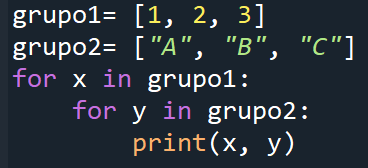 grupo1= [1, 2, 3]
grupo2= ["A", "B", "C"]
for x in grupo1:
    for y in grupo2:
        print(x, y)